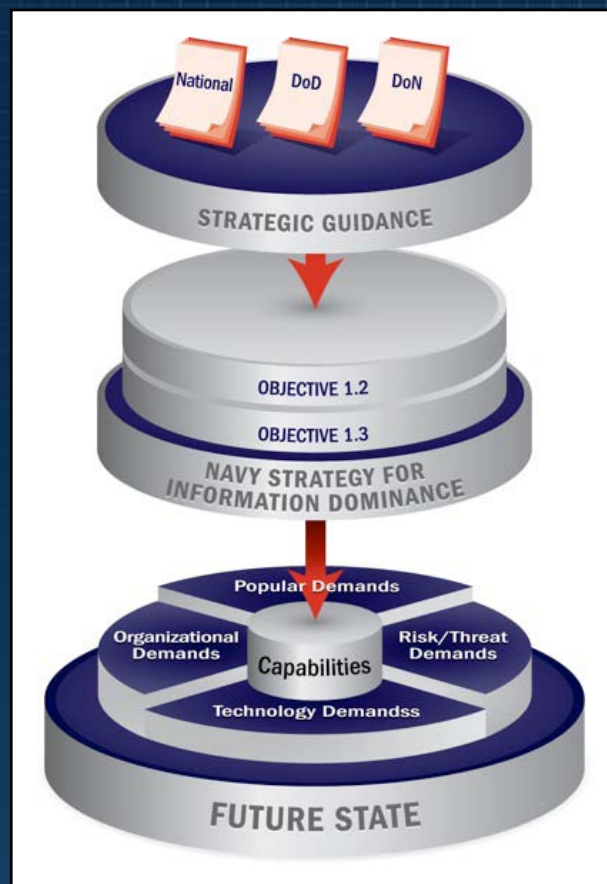 National
DoD
DoN
STRATEGIC GUIDANCE
OBJECTIVE 1.2
OBJECTIVE 1.3
NAVY STRATEGY FOR
INFORMATION DOMINANCE
Popular Demands
Organizational
Demands
Capabilities
Risk/Threat
Demands
Technology Demandss
FUTURE STATE